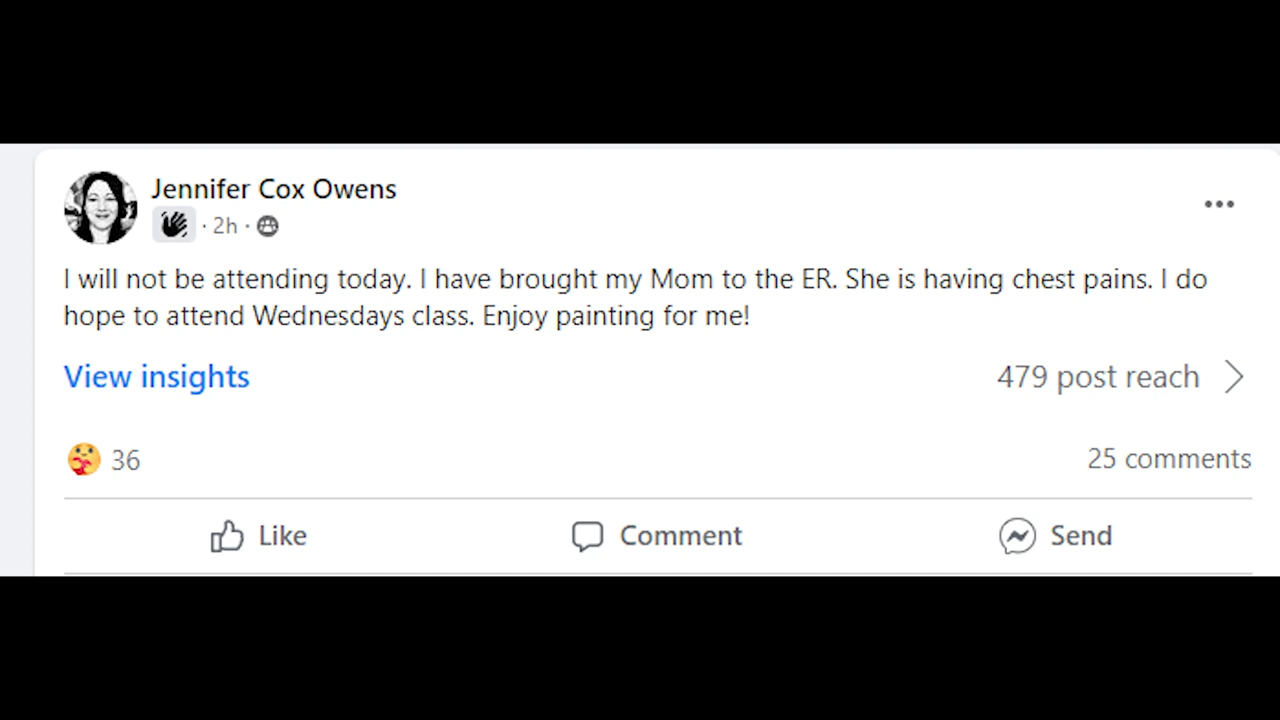 Jennifer Cox Owens
· 2h ·
I will not be attending today. I have brought my Mom to the ER. She is having chest pains. I do
hope to attend Wednesdays class. Enjoy painting for me!
View insights 479 post reach
36 25 comments
Like Comment Send